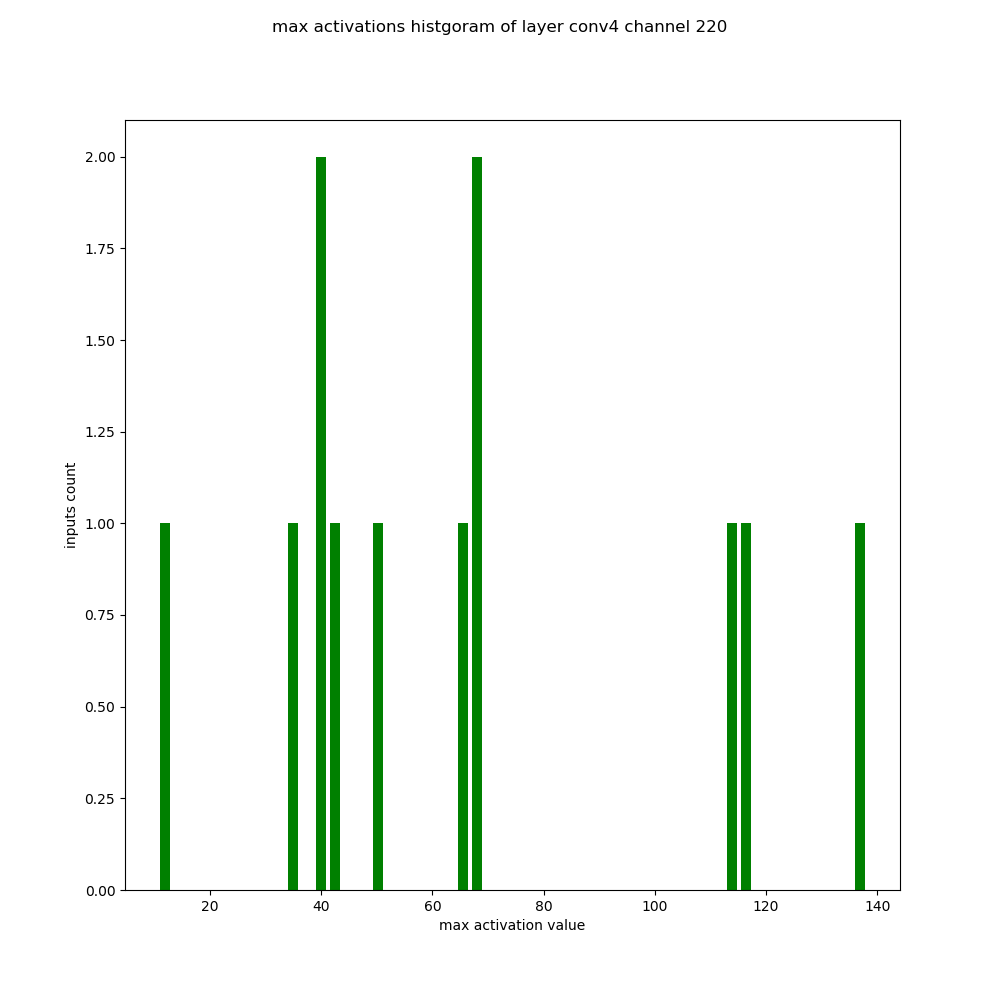 max activations histgoram of layer conv4 channel 220
2.00
1.75
1.50
1.25
1.00
0.75
0.50
0.25
0.00
inputs count
20 40 60 80 100 120 140
max activation value